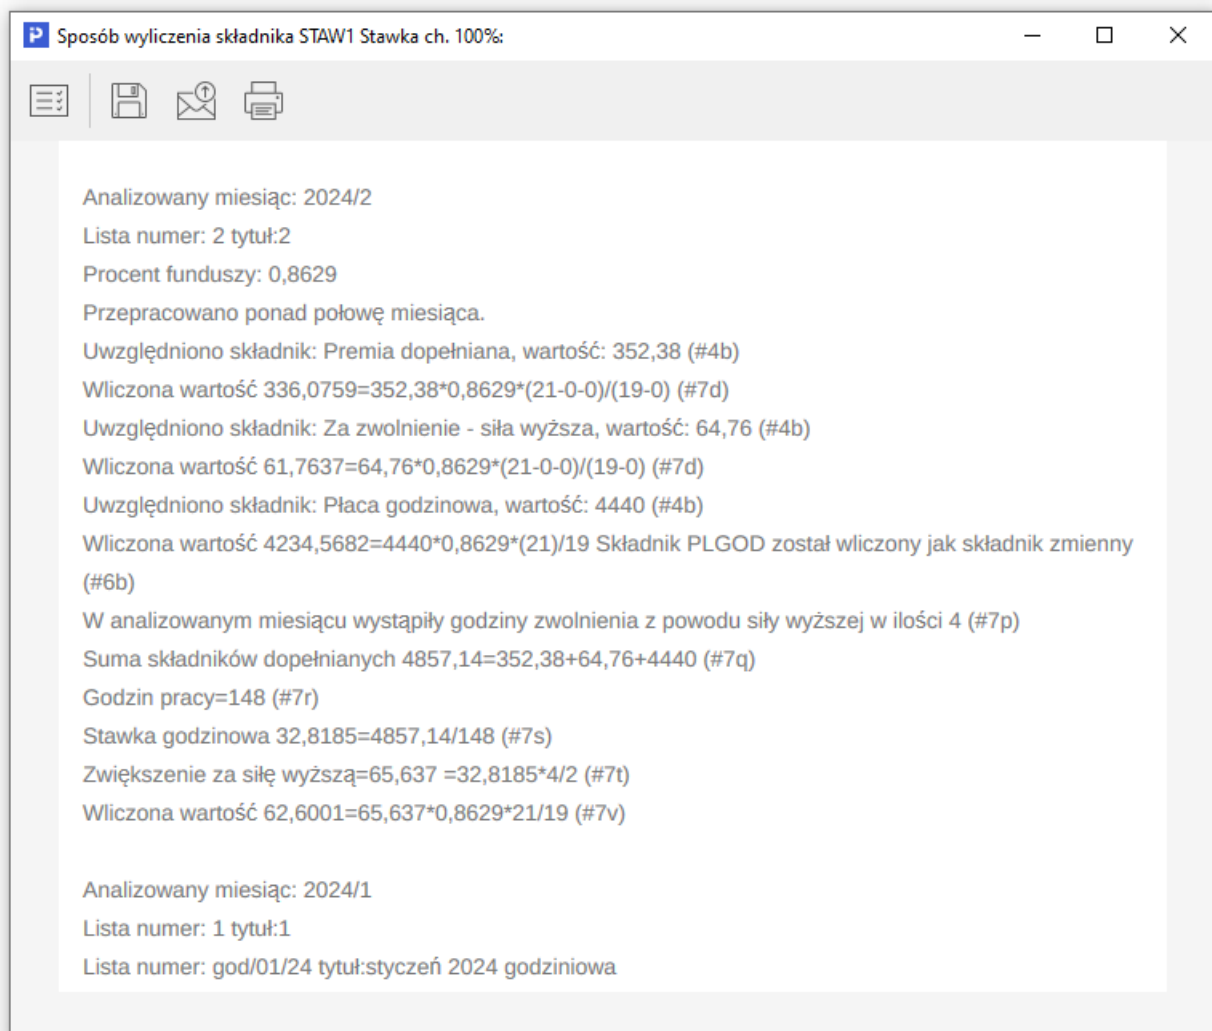 Sposób wyliczenia składnika STAW1 Stawka ch. 100%:
Analizowany miesiąc: 2024/2
Lista numer: 2 tytuł:2
Procent funduszy: 0,8629
Przepracowano ponad połowę miesiąca.
Uwzględniono składnik: Premia dopełniana, wartość: 352,38 (#4b)
Wliczona wartość 336,0759=352,38*0,8629*(21-0-0)/(19-0) (#7d)
Uwzględniono składnik: Za zwolnienie - siła wyższa, wartość: 64,76 (#4b)
Wliczona wartość 61,7637=64,76*0,8629*(21-0-0)/(19-0) (#7d)
Uwzględniono składnik: Płaca godzinowa, wartość: 4440 (#4b)
Wliczona wartość 4234,5682=4440*0,8629*(21)/19 Składnik PLGOD został wliczony jak składnik zmienny
(#6b)
W analizowanym miesiącu wystąpiły godziny zwolnienia z powodu siły wyższej w ilości 4 (#7p)
Suma składników dopełnianych 4857,14=352,38+64,76+4440 (#7q)
Godzin pracy=148 (#7r)
Stawka godzinowa 32,8185=4857,14/148 (#7s)
Zwiększenie za siłę wyższą=65,637 =32,8185*4/2 (#7t)
Wliczona wartość 62,6001=65,637*0,8629*21/19 (#7v)
Analizowany miesiąc: 2024/1
Lista numer: 1 tytuł:1
Lista numer: god/01/24 tytuł:styczeń 2024 godziniowa